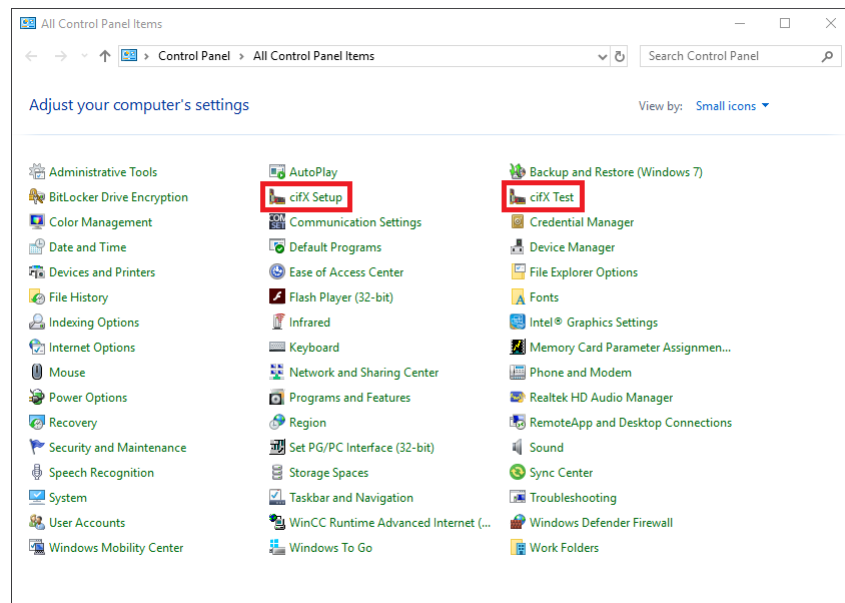 All Control Panel Items
Control Panel > All Control Panel Items
Search Control Panel
Adjust your computer's settings
View by: Small icons
Administrative Tools
AutoPlay
Backup and Restore (Windows 7)
BitLocker Drive Encryption
cifX Setup
cifX Test
Color Management
Communication Settings
Credential Manager
Date and Time
Default Programs
Device Manager
Devices and Printers
Ease of Access Center
File Explorer Options
File History
Flash Player (32-bit)
Fonts
Indexing Options
Infrared
Intel® Graphics Settings
Internet Options
Keyboard
Memory Card Parameter Assignmen...
Mouse
Network and Sharing Center
Phone and Modem
Power Options
Programs and Features
Realtek HD Audio Manager
Recovery
Region
RemoteApp and Desktop Connections
Security and Maintenance
Set PG/PC Interface (32-bit)
Sound
Speech Recognition
Storage Spaces
Sync Center
System
Taskbar and Navigation
Troubleshooting
User Accounts
WinCC Runtime Advanced Internet (...
Windows Defender Firewall
Windows Mobility Center
Windows To Go
Work Folders